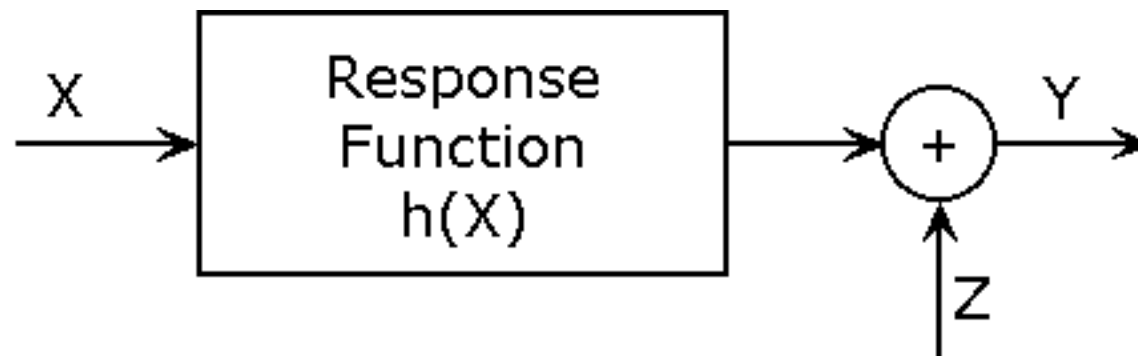 X
Response
Function
h(X)
+
Y
Z